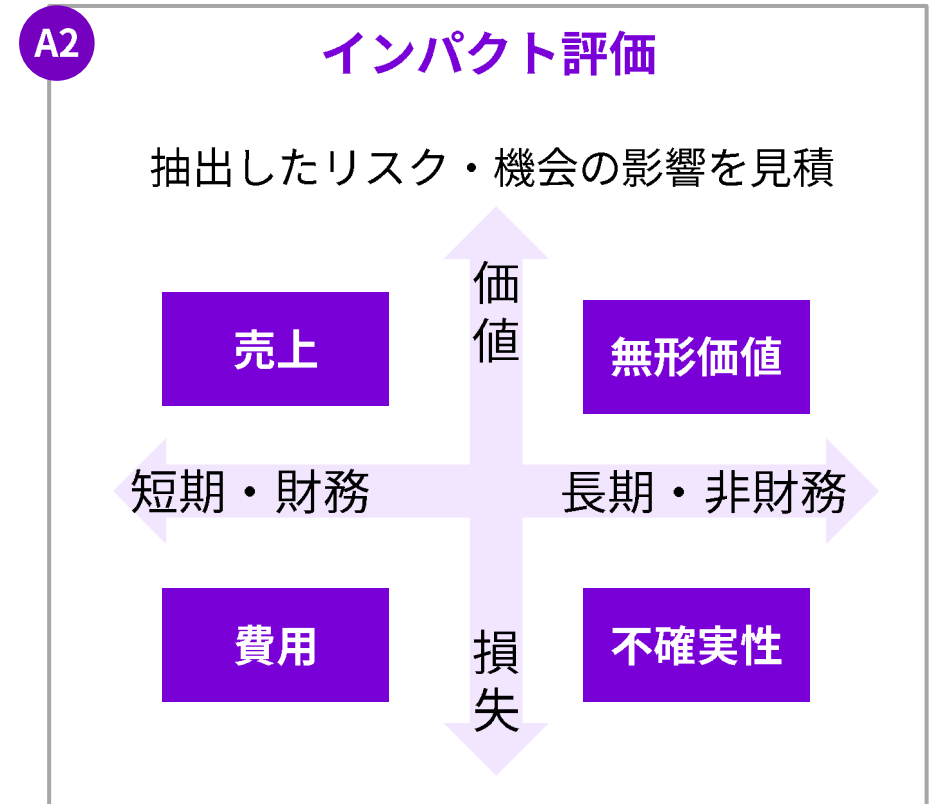 A2
インパクト評価
抽出したリスク・機会の影響を見積
価値
売上
無形価値
短期・財務
長期・非財務
費用
不確実性
損失